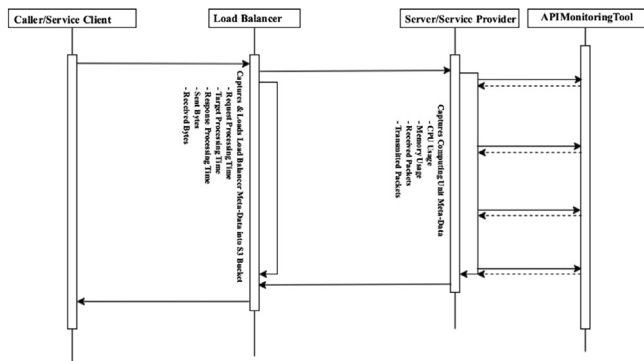 Caller/Service Client
Load Balancer
Server/Service Provider
APIMonitoringTool
Captures & Loads Load Balancer Meta-Data into S3 Bucket
- Request Processing Time
- Target Processing Time
- Response Processing Time
- Sent Bytes
- Received Bytes
Captures Computing Unit Meta-Data
- CPU Usage
- Memory Usage
- Received Packets
- Transmitted Packets